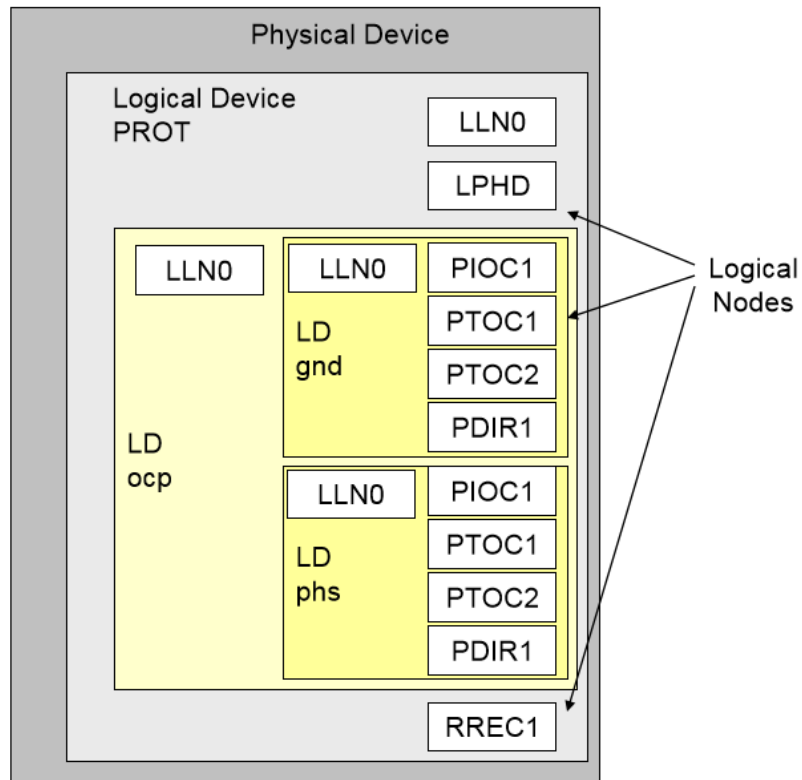 Physical Device
Logical Device
PROT
LLN0
LPHD
LLN0
LLN0
PIOC1
LD
gnd
PTOC1
PTOC2
PDIR1
LD
ocp
LLN0
PIOC1
LD
phs
PTOC1
PTOC2
PDIR1
RREC1
Logical
Nodes